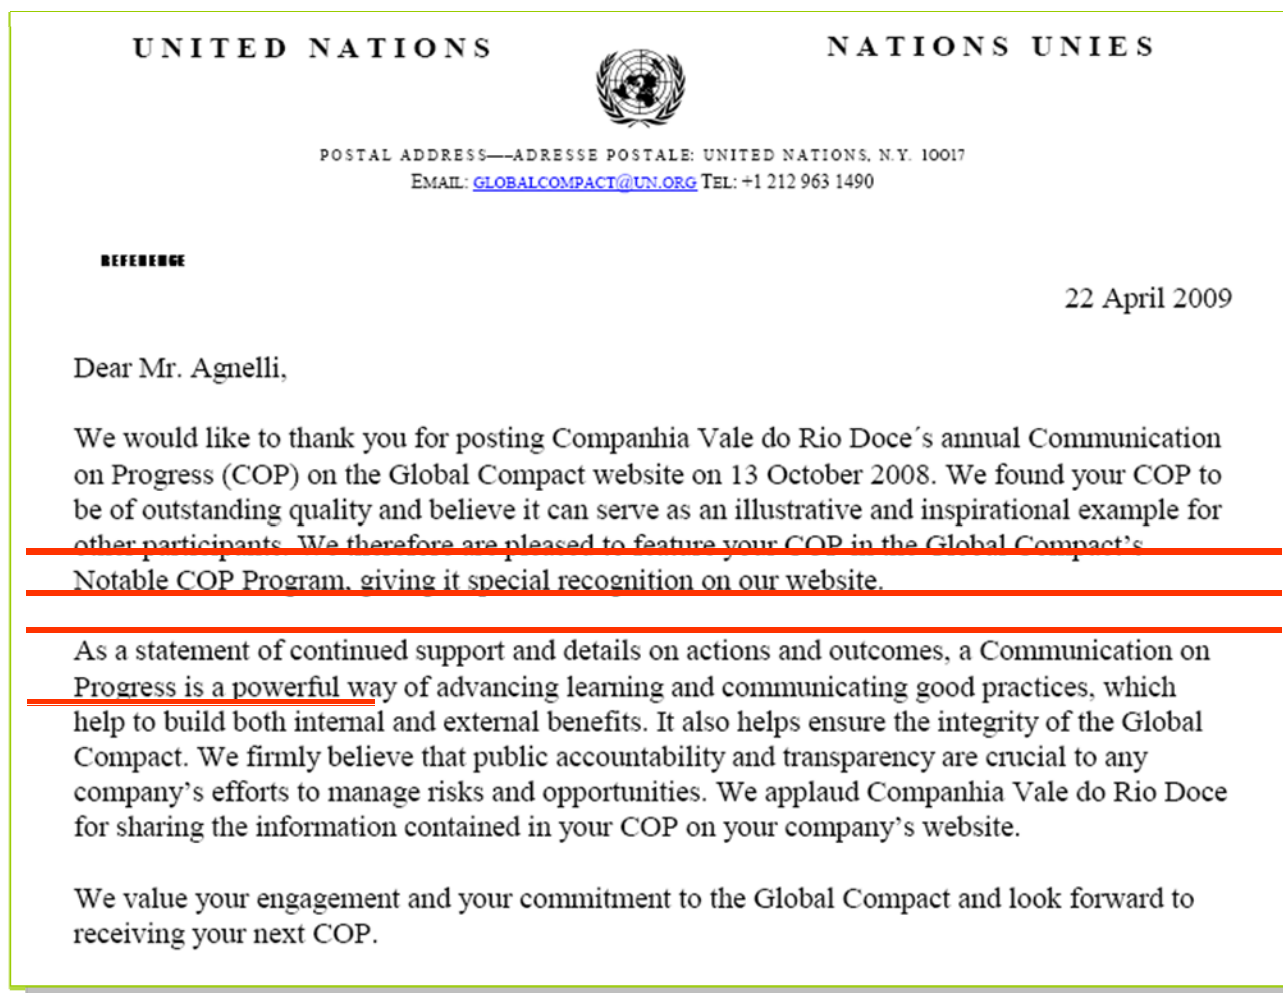 UNITED NATIONS
NATIONS UNIES
POSTAL ADDRESS—–ADRESSE POSTALE: UNITED NATIONS, N.Y. 10017
EMAIL: GLOBALCOMPACT@UN.ORG TEL: +1 212 963 1490
REFERENCE
22 April 2009
Dear Mr. Agnelli,
We would like to thank you for posting Companhia Vale do Rio Doce´s annual Communication
on Progress (COP) on the Global Compact website on 13 October 2008. We found your COP to
be of outstanding quality and believe it can serve as an illustrative and inspirational example for
other participants. We therefore are pleased to feature your COP in the Global Compact’s
Notable COP Program, giving it special recognition on our website.
As a statement of continued support and details on actions and outcomes, a Communication on
Progress is a powerful way of advancing learning and communicating good practices, which
help to build both internal and external benefits. It also helps ensure the integrity of the Global
Compact. We firmly believe that public accountability and transparency are crucial to any
company’s efforts to manage risks and opportunities. We applaud Companhia Vale do Rio Doce
for sharing the information contained in your COP on your company’s website.
We value your engagement and your commitment to the Global Compact and look forward to
receiving your next COP.